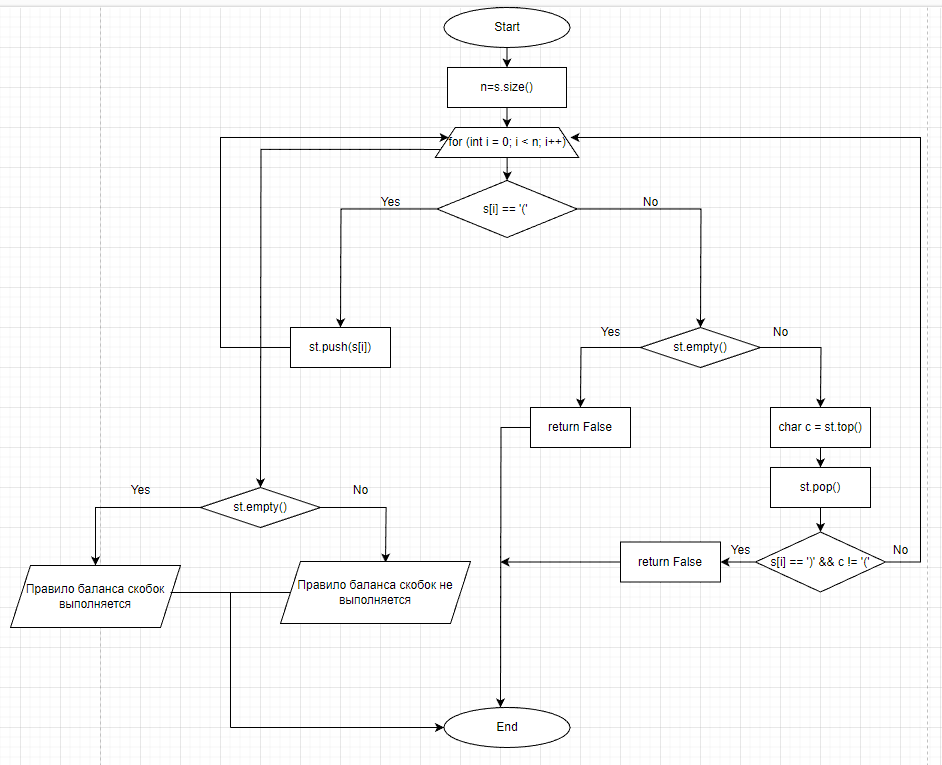 Start
n=s.size()
for (int i = 0; i < n; i++)
Yes
s[i] == '('
No
st.push(s[i])
Yes
st.empty()
No
return False
char c = st.top()
st.pop()
Yes
st.empty()
No
return False
Yes
s[i] == ')' && c != '('
No
Правило баланса скобок
выполняется
Правило баланса скобок не
выполняется
End